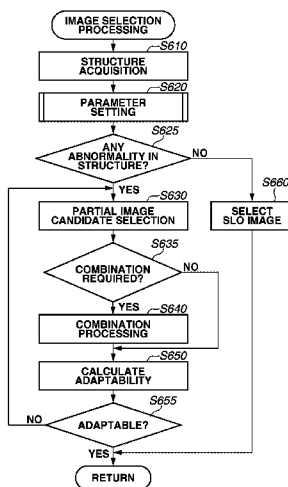 IMAGE SELECTION
PROCESSING
S610
STRUCTURE
ACQUISITION
S620
PARAMETER
SETTING
S625
ANY
ABNORMALITY IN
STRUCTURE?
NO
YES
S630
PARTIAL IMAGE
CANDIDATE SELECTION
S660
SELECT
SLO IMAGE
S635
COMBINATION
REQUIRED?
NO
YES
S640
COMBINATION
PROCESSING
S650
CALCULATE
ADAPTABILITY
S655
NO
ADAPTABLE?
YES
RETURN